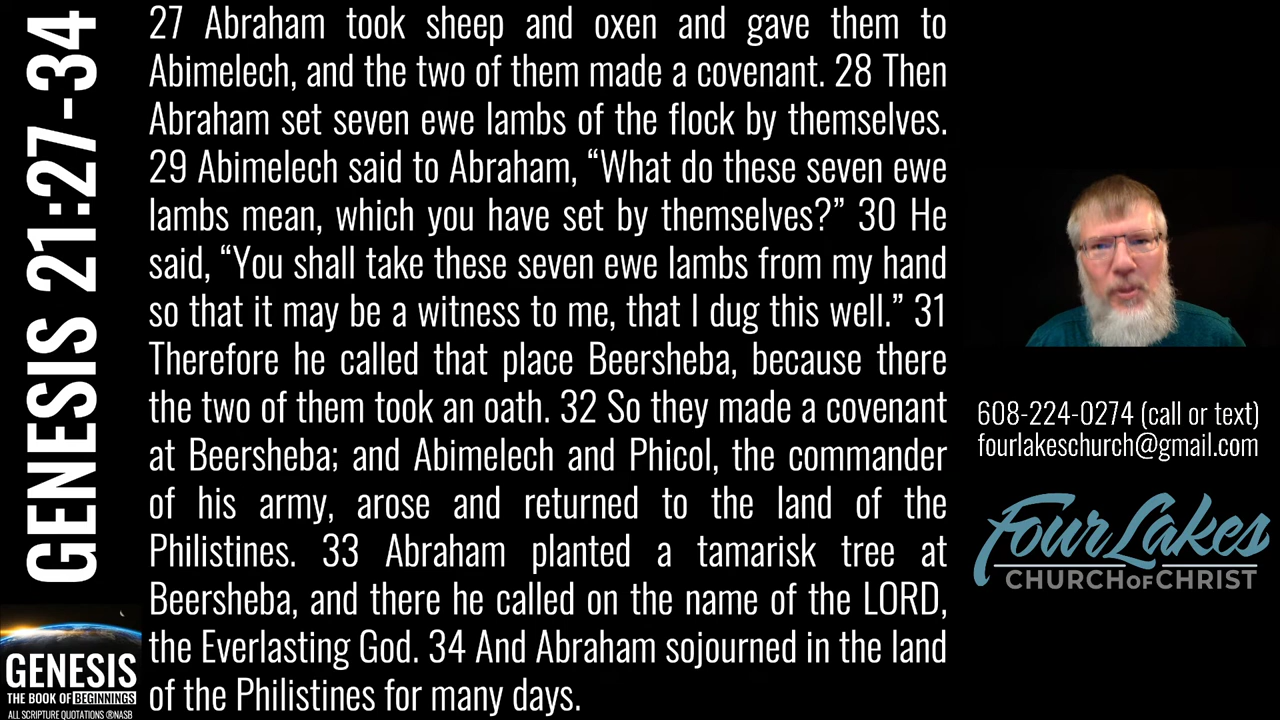 GENESIS 21:27-34
27 Abraham took sheep and oxen and gave them to
Abimelech, and the two of them made a covenant. 28 Then
Abraham set seven ewe lambs of the flock by themselves.
29 Abimelech said to Abraham, “What do these seven ewe
lambs mean, which you have set by themselves?” 30 He
said, “You shall take these seven ewe lambs from my hand
so that it may be a witness to me, that I dug this well.” 31
Therefore he called that place Beersheba, because there
the two of them took an oath. 32 So they made a covenant
at Beersheba; and Abimelech and Phicol, the commander
of his army, arose and returned to the land of the
Philistines. 33 Abraham planted a tamarisk tree at
Beersheba, and there he called on the name of the LORD,
the Everlasting God. 34 And Abraham sojourned in the land
of the Philistines for many days.
608-224-0274 (call or text)
fourlakeschurch@gmail.com
Four Lakes
CHURCH OF CHRIST
GENESIS
THE BOOK OF BEGINNINGS
ALL SCRIPTURE QUOTATIONS ®NASB